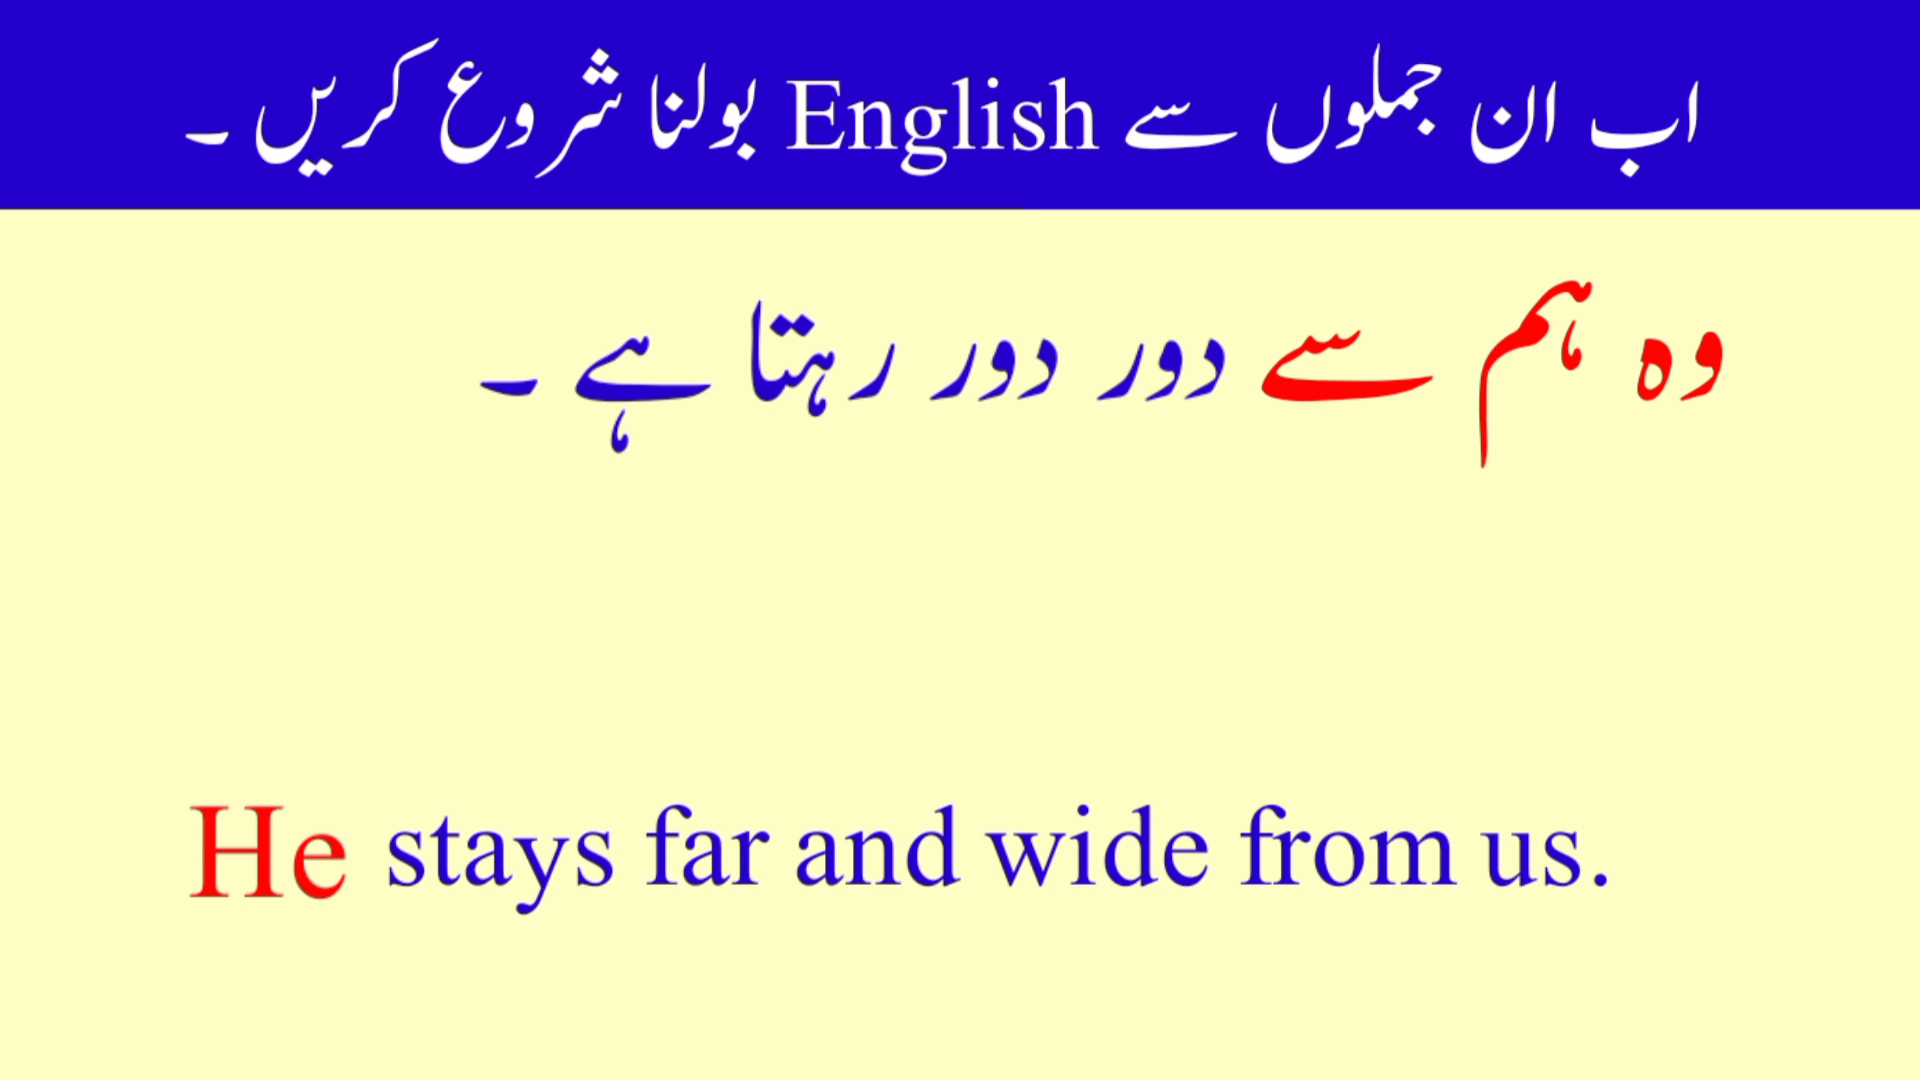 اب ان جملوں سے English بولنا شروع کریں ۔
وہ ہم سے دور دور رہتا ہے ۔
He stays far and wide from us.